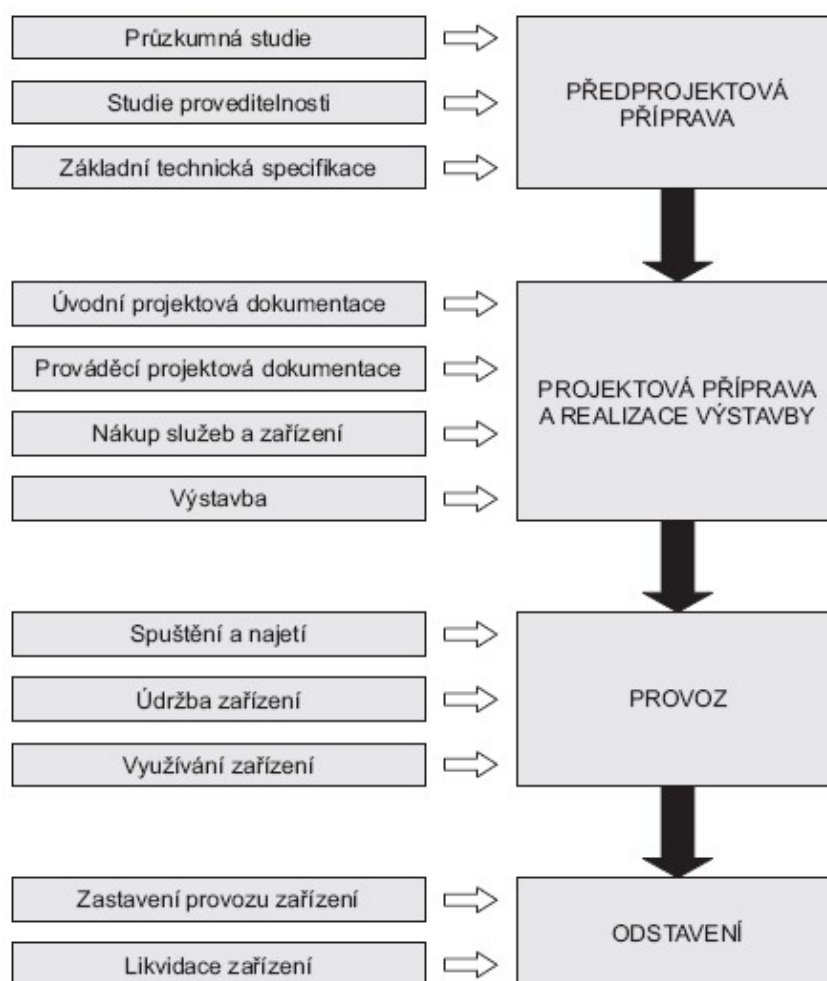 Průzkumná studie
Studie proveditelnosti
Základní technická specifikace
PŘEDPROJEKTOVÁ
PŘÍPRAVA
Úvodní projektová dokumentace
Prováděcí projektová dokumentace
Nákup služeb a zařízení
Výstavba
PROJEKTOVÁ PŘÍPRAVA
A REALIZACE VÝSTAVBY
Spuštění a najetí
Údržba zařízení
Využívání zařízení
PROVOZ
Zastavení provozu zařízení
Likvidace zařízení
ODSTAVENÍ